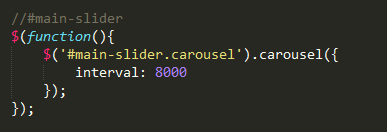 //#main-slider
$(function(){
    $('#main-slider.carousel').carousel({
        interval: 8000
    });
});